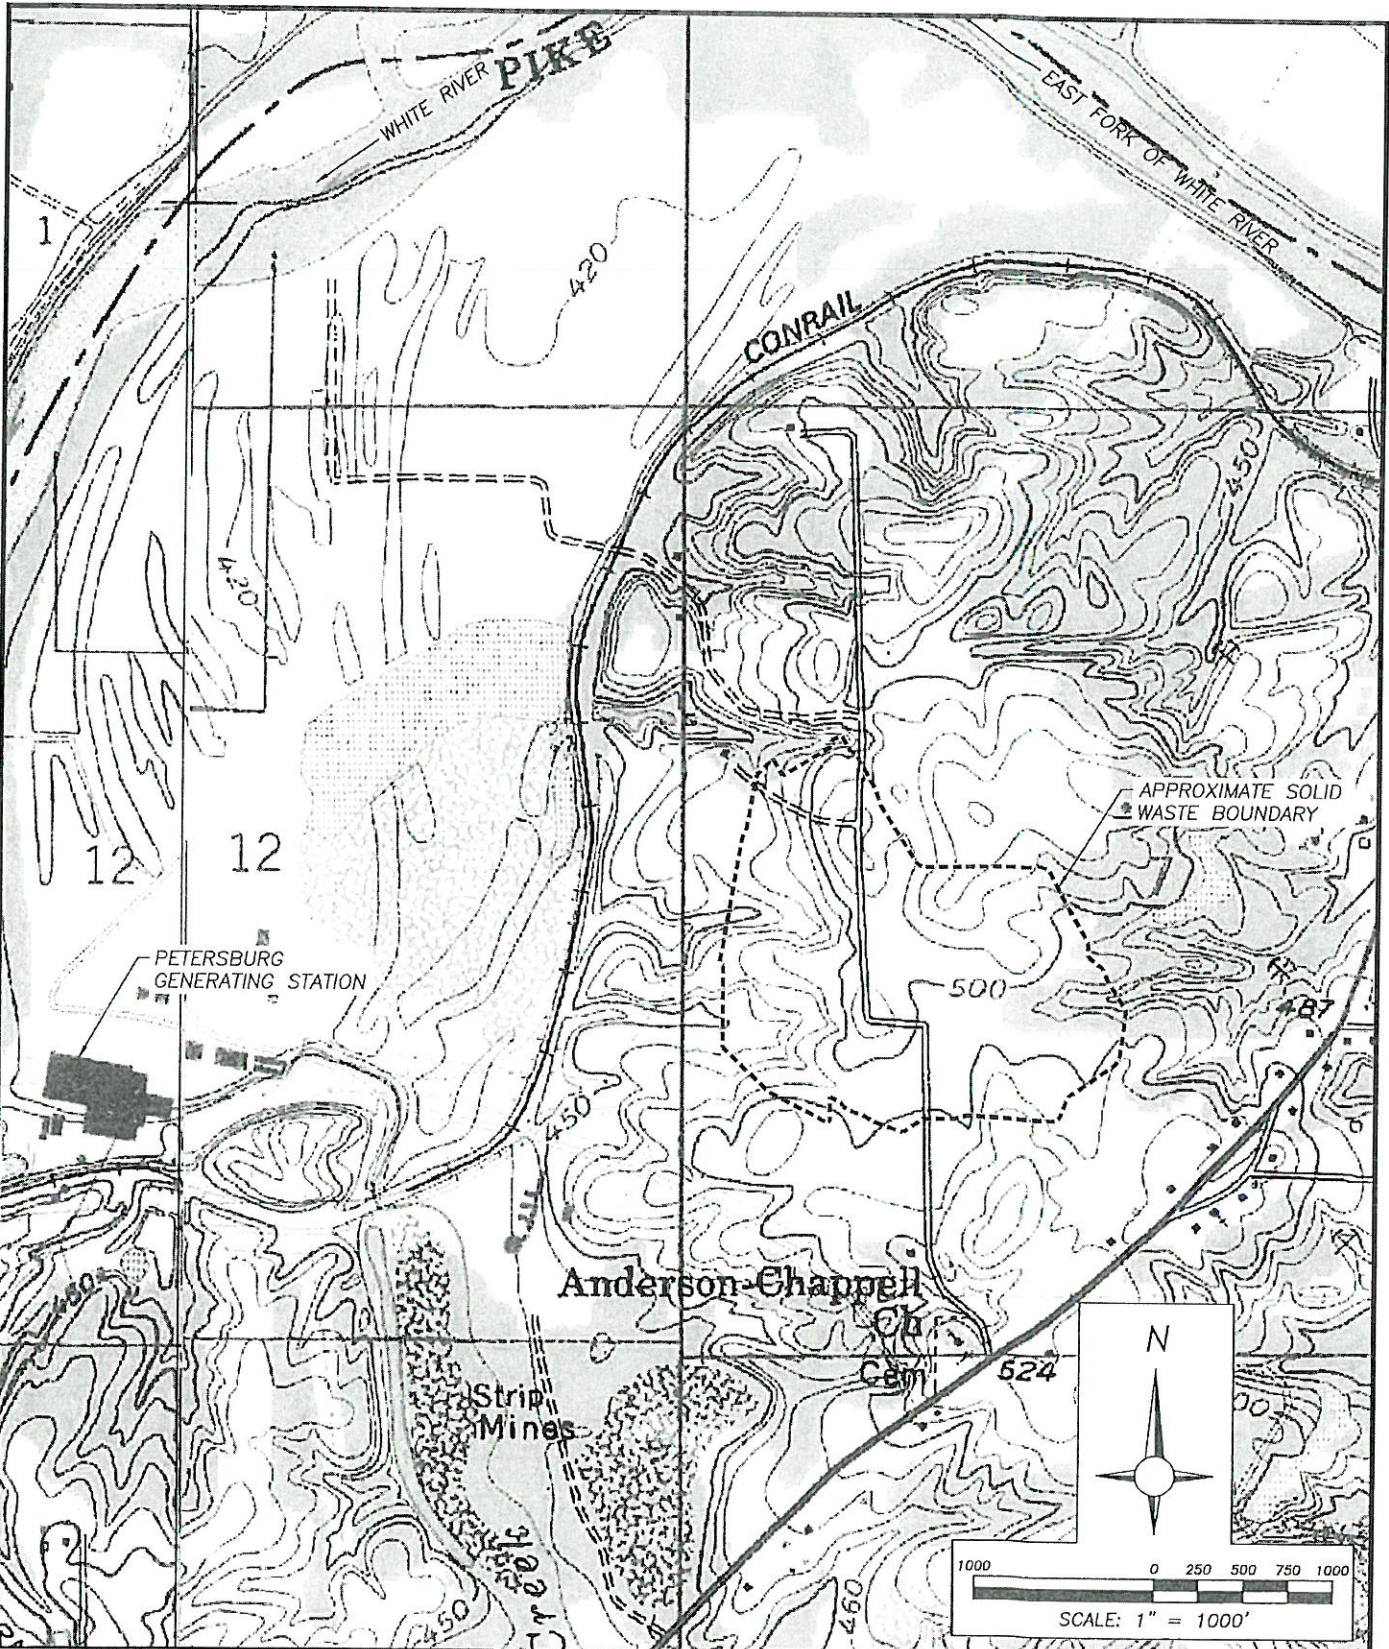 PIKE
WHITE RIVER
EAST FORK OF WHITE RIVER
1
420
CONRAIL
450
420
APPROXIMATE SOLID
WASTE BOUNDARY
12
12
PETERSBURG
GENERATING STATION
500
487
450
Anderson-Chappell
Ch
Cem
524
Strip
Mines
N
450
460
1000 0 250 500 750 1000
SCALE: 1" = 1000'